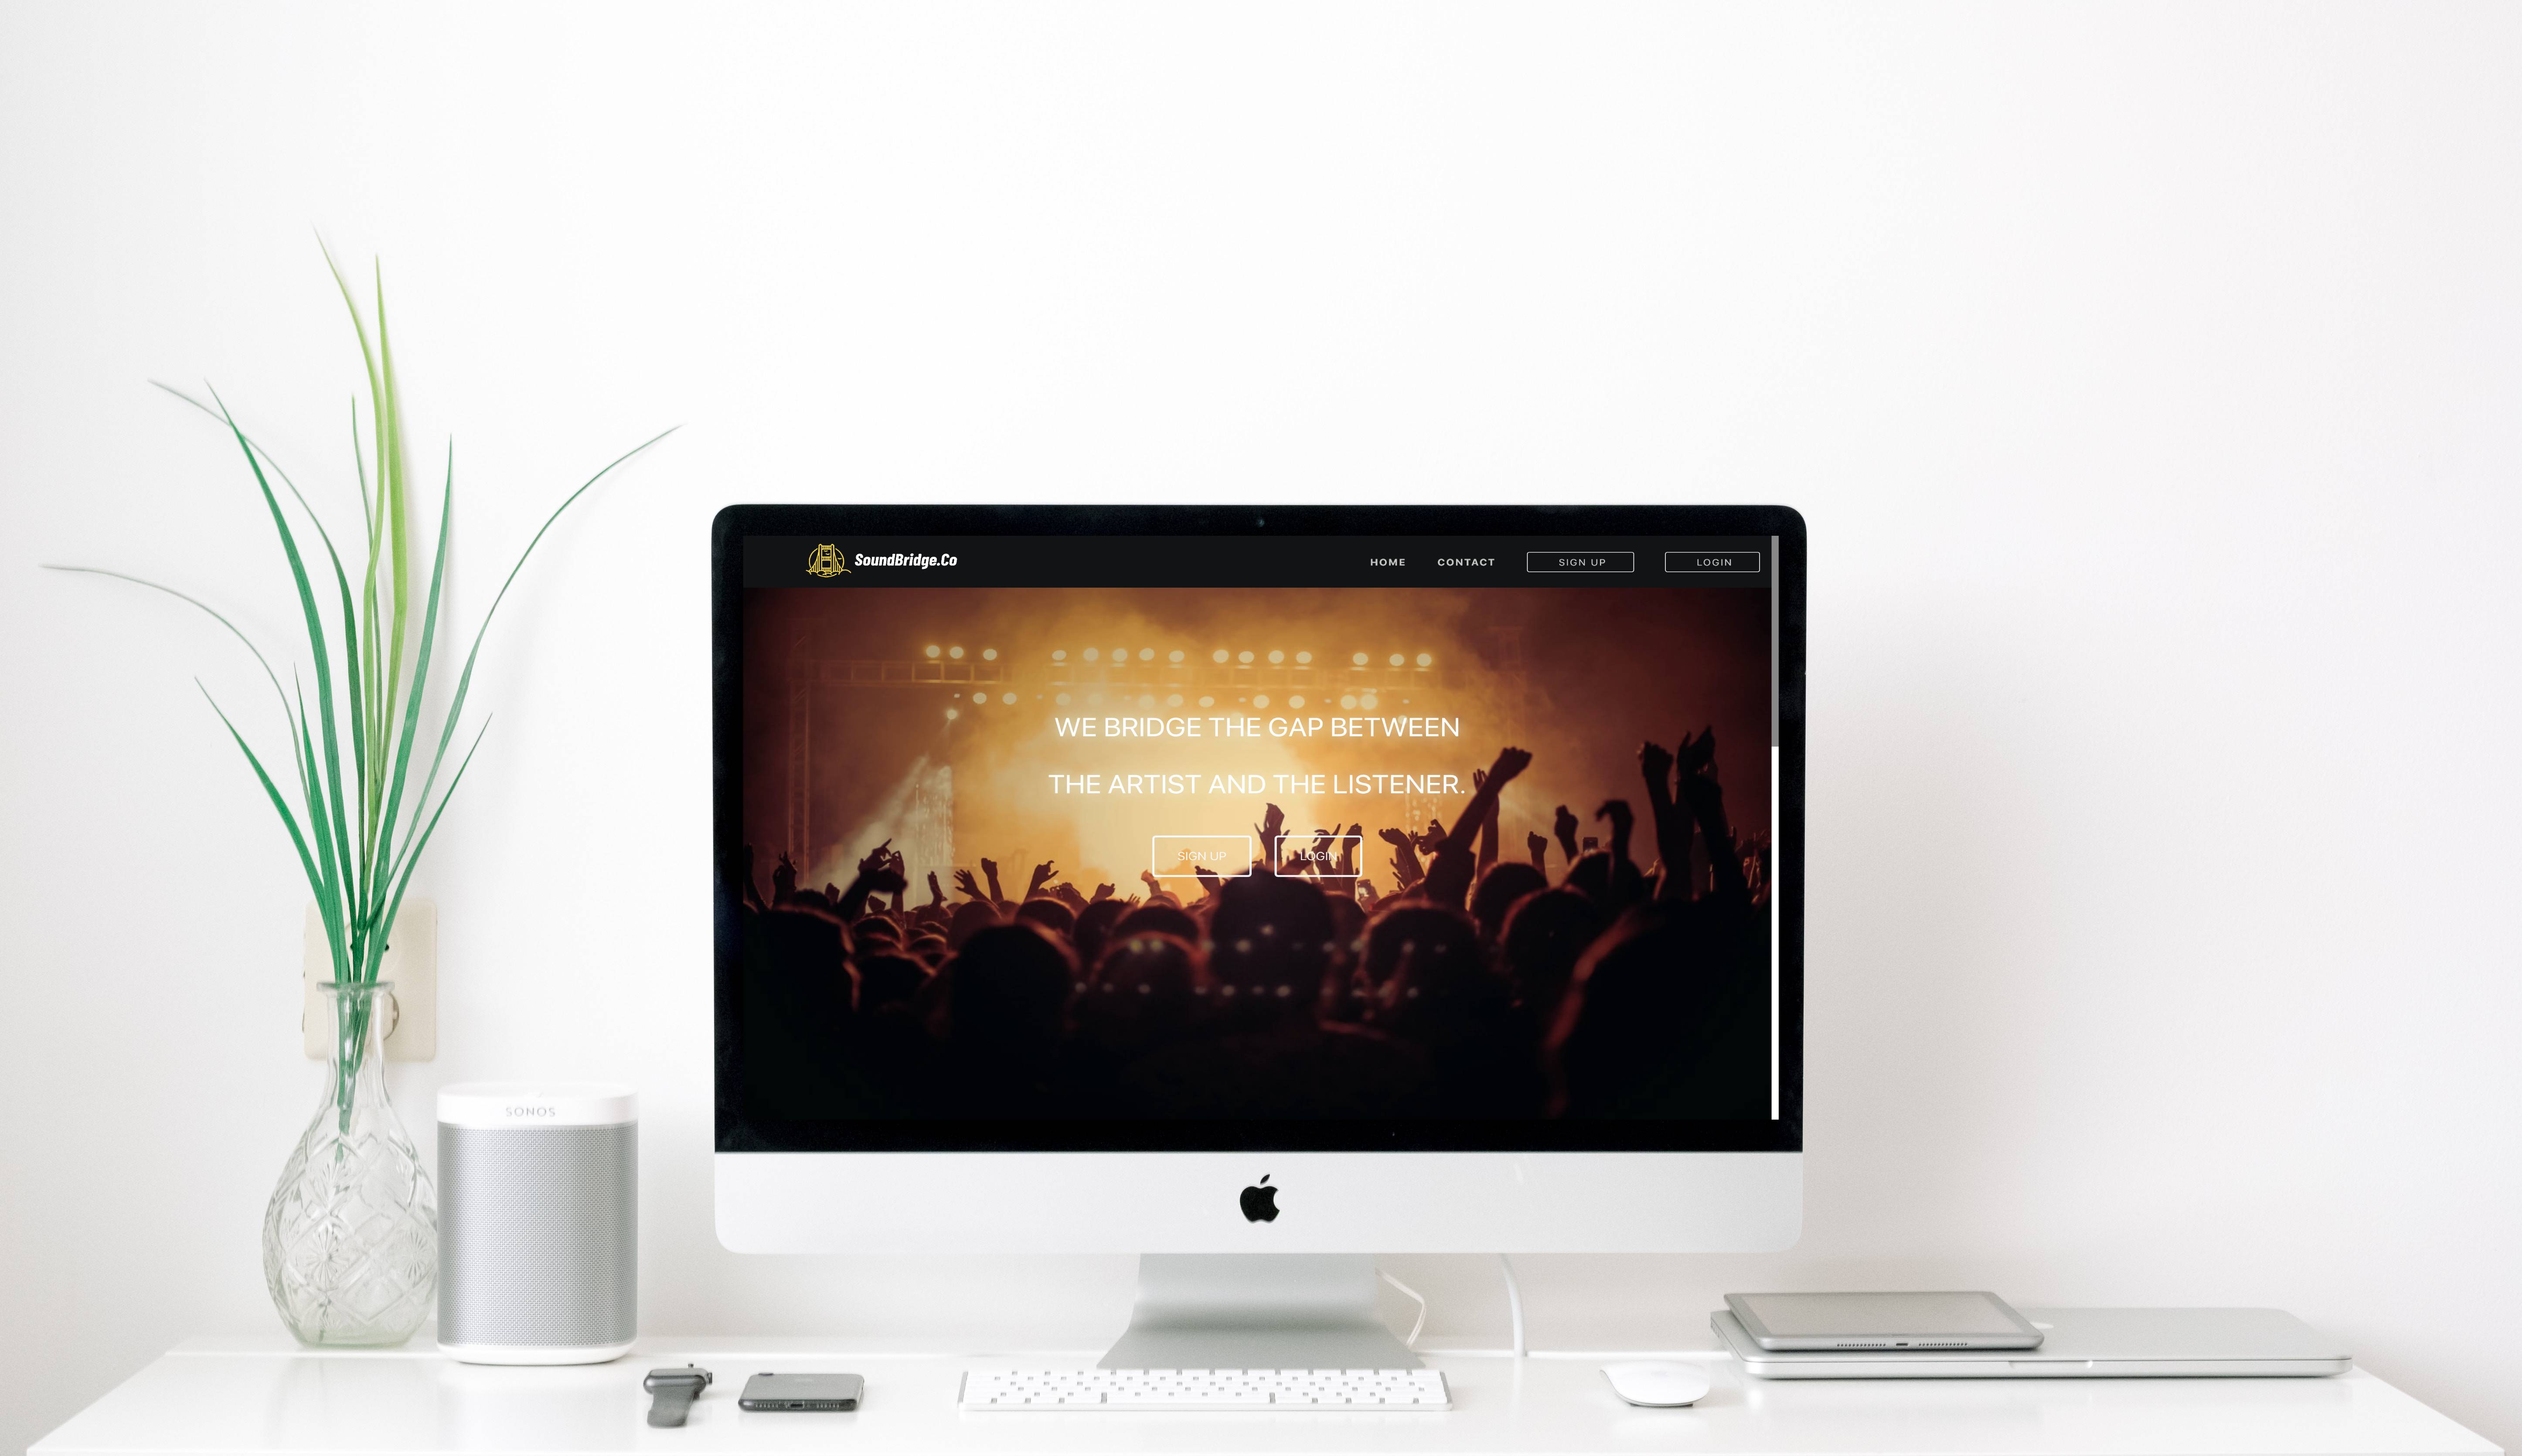 SoundBridge.Co
HOME CONTACT SIGN UP LOGIN
WE BRIDGE THE GAP BETWEEN
THE ARTIST AND THE LISTENER.
SIGN UP LOGIN
SONOS